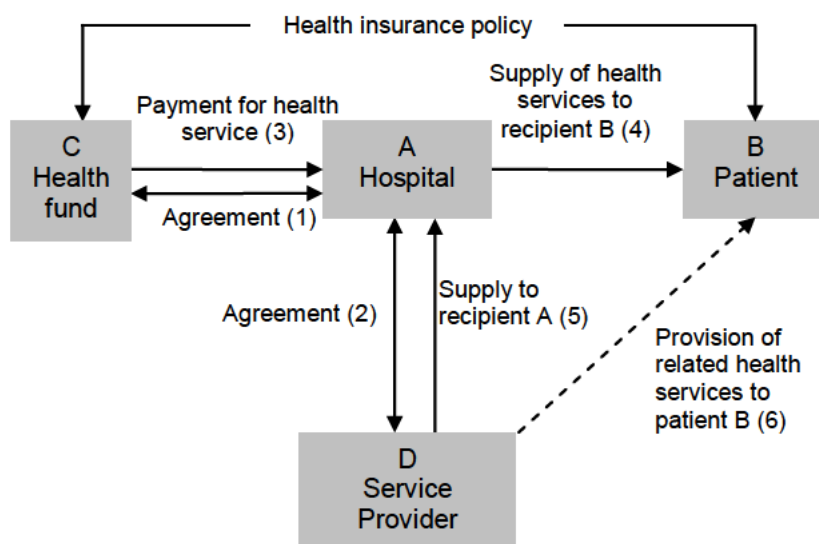 Health insurance policy
Payment for health
service (3)
Supply of health
services to
recipient B (4)
C
Health
fund
A
Hospital
B
Patient
Agreement (1)
Agreement (2)
Supply to
recipient A (5)
Provision of
related health
services to
patient B (6)
D
Service
Provider